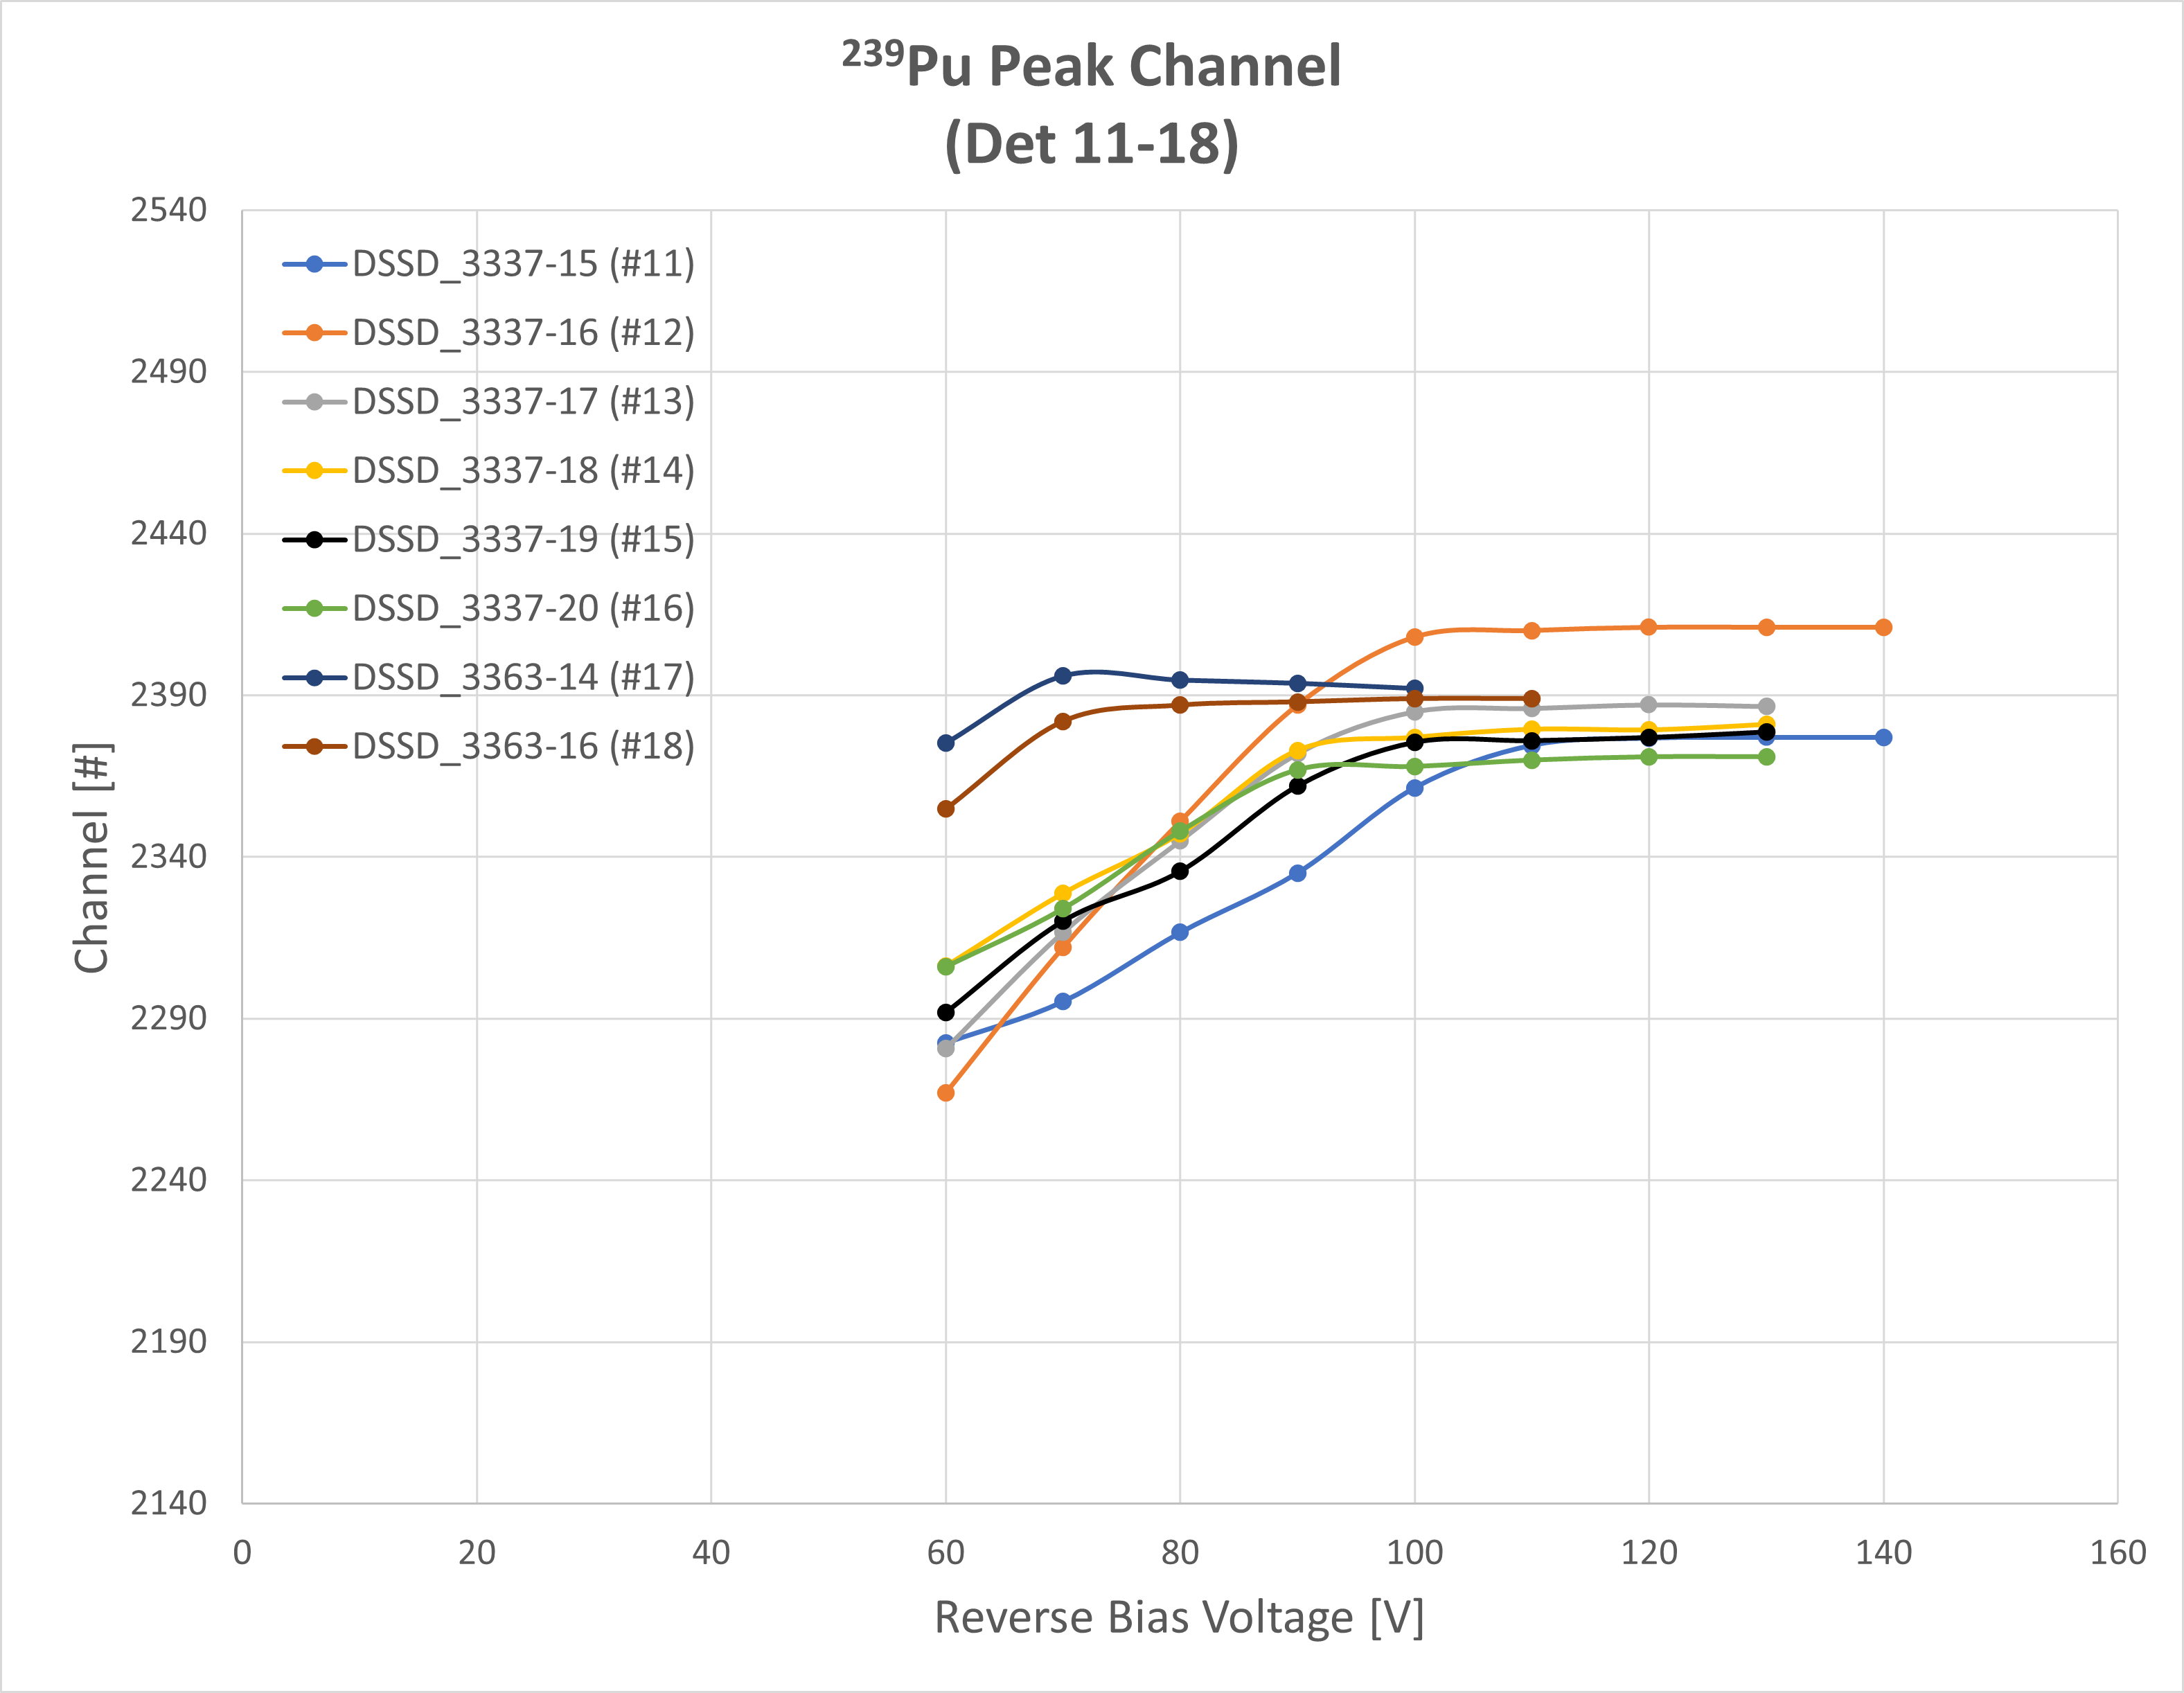 ²³⁹Pu Peak Channel
(Det 11-18)
2540
2490
2440
2390
2340
2290
2240
2190
2140
DSSD_3337-15 (#11)
DSSD_3337-16 (#12)
DSSD_3337-17 (#13)
DSSD_3337-18 (#14)
DSSD_3337-19 (#15)
DSSD_3337-20 (#16)
DSSD_3363-14 (#17)
DSSD_3363-16 (#18)
Channel [#]
0 20 40 60 80 100 120 140 160
Reverse Bias Voltage [V]